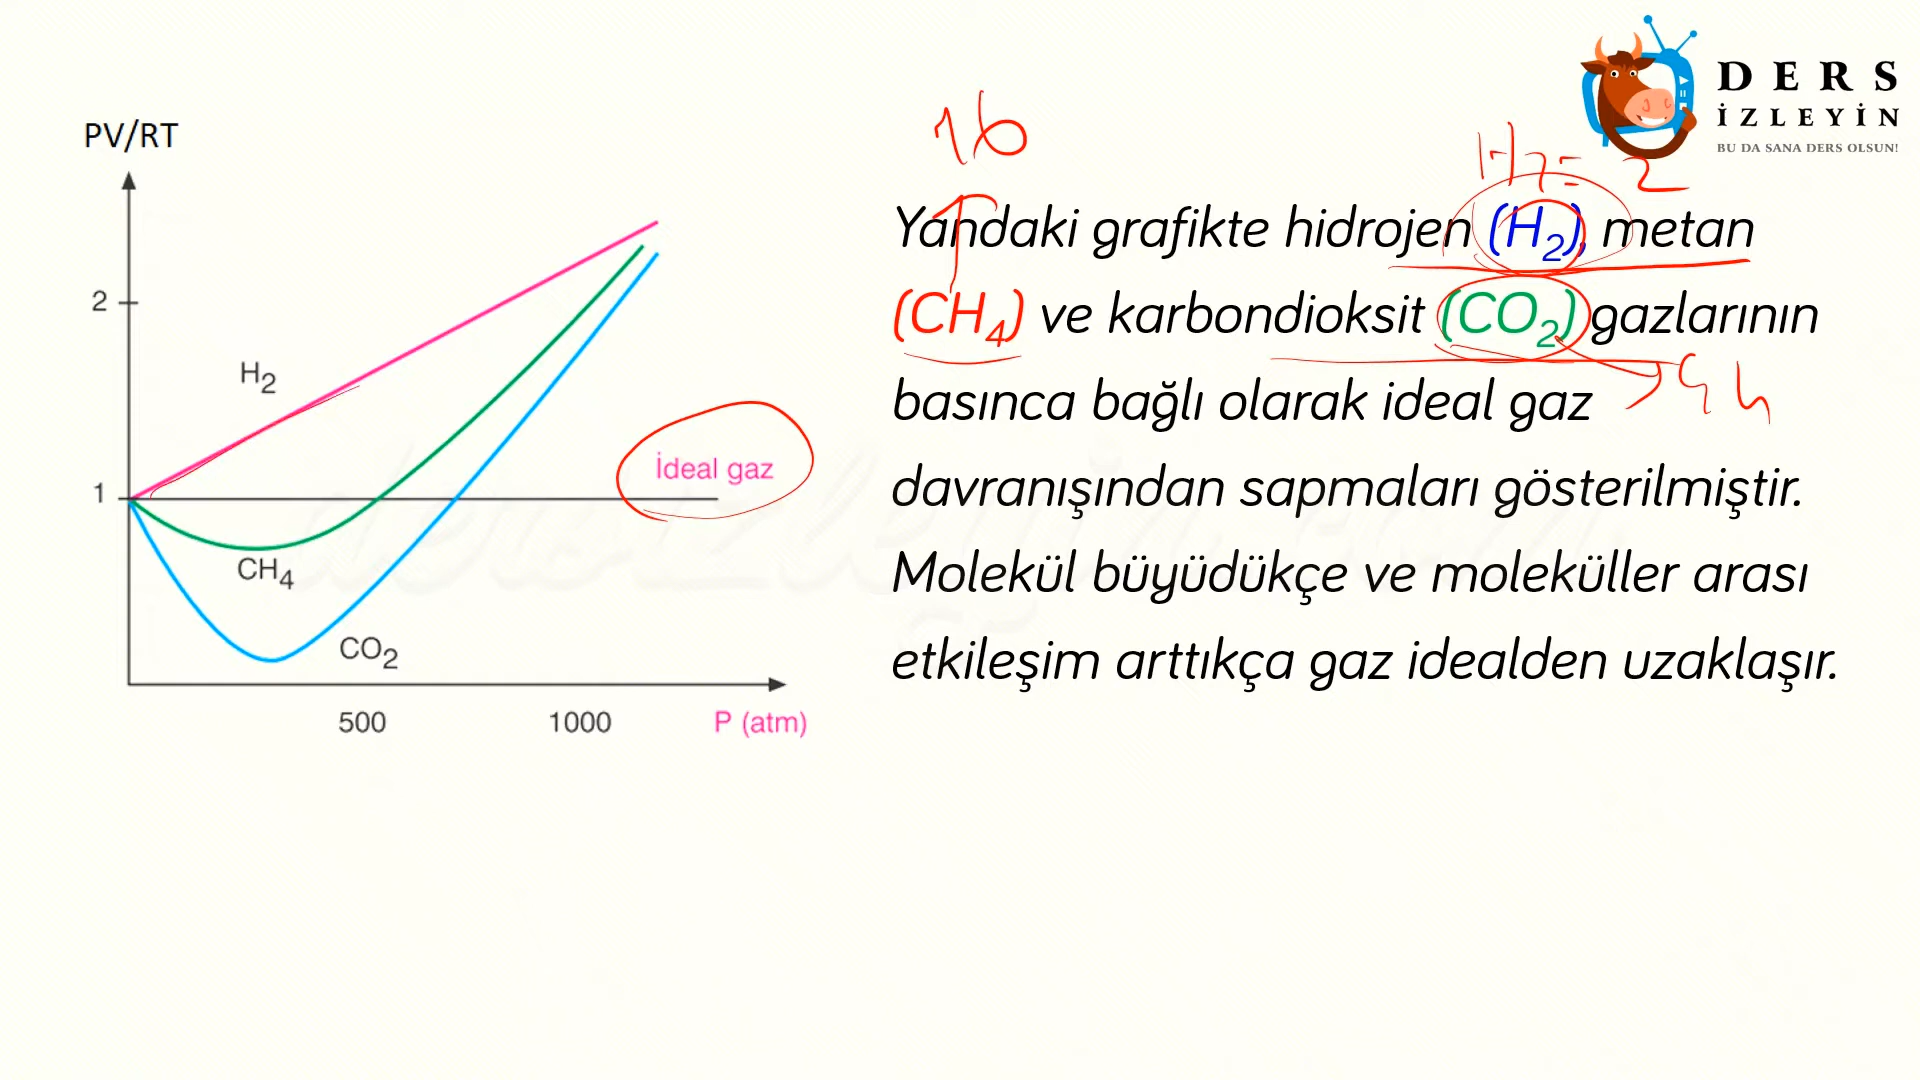 DERS
İZLEYİN
BU DA SANA DERS OLSUN!
PV/RT
2
1
H₂
CH₄
CO₂
İdeal gaz
500 1000 P (atm)
16
H₂ = 2
Yandaki grafikte hidrojen (H₂), metan
(CH₄) ve karbondioksit (CO₂) gazlarının
basınca bağlı olarak ideal gaz
44
davranışından sapmaları gösterilmiştir.
Molekül büyüdükçe ve moleküller arası
etkileşim arttıkça gaz idealden uzaklaşır.